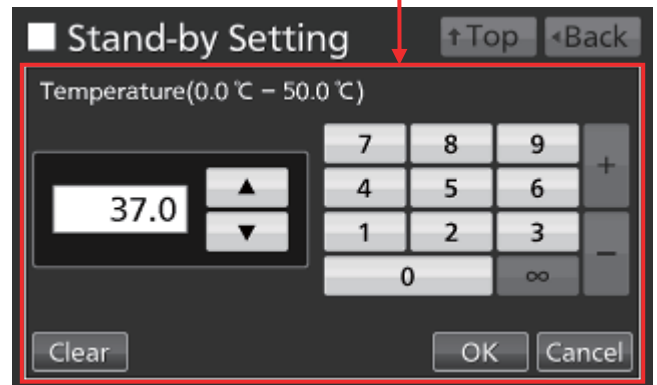 Stand-by Setting ↑Top ◂Back
Temperature(0.0 ℃ – 50.0 ℃)
7 8 9 +
37.0 ▲ 4 5 6
▼ 1 2 3 −
0 ∞
Clear OK Cancel